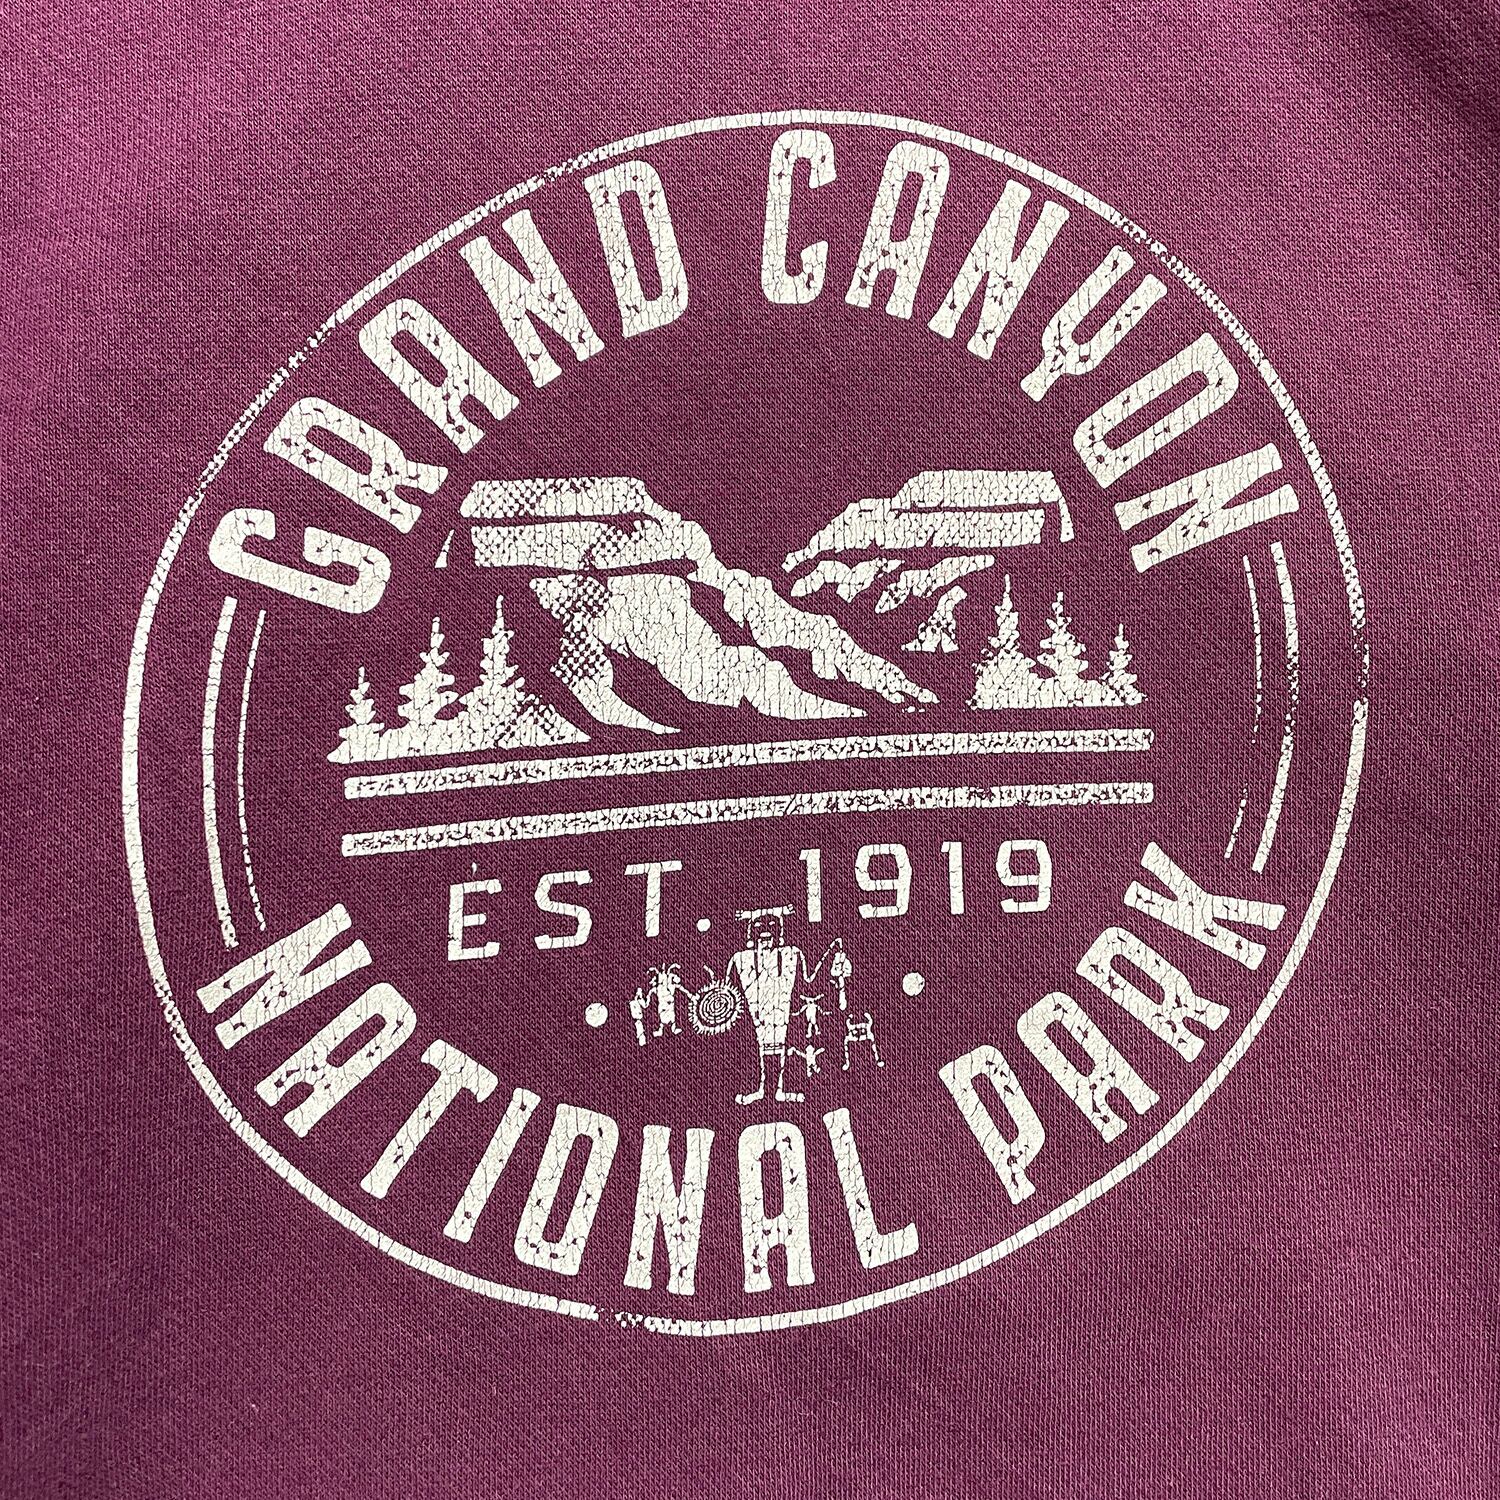 GRAND CANYON
EST. 1919
NATIONAL PARK